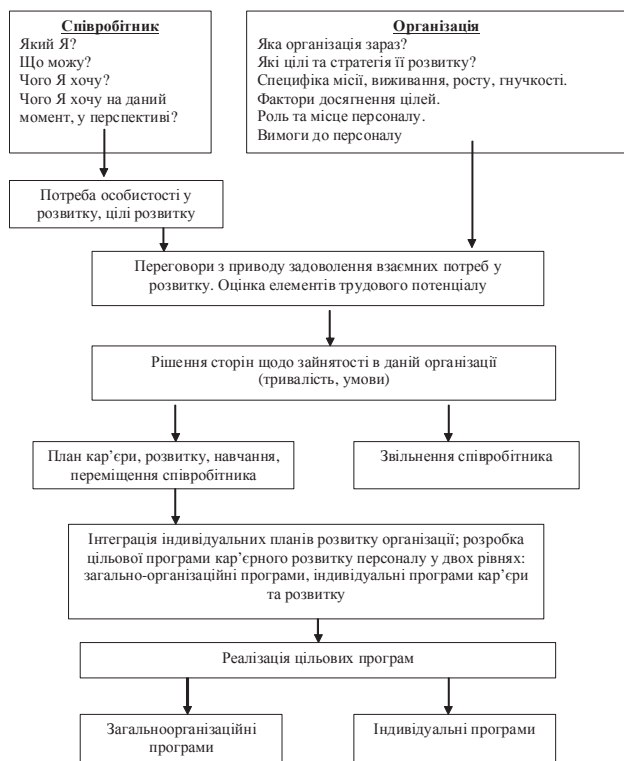 Співробітник
Який Я?
Що можу?
Чого Я хочу?
Чого Я хочу на даний
момент, у перспективі?
Організація
Яка організація зараз?
Які цілі та стратегія її розвитку?
Специфіка місії, виживання, росту, гнучкості.
Фактори досягнення цілей.
Роль та місце персоналу.
Вимоги до персоналу
Потреба особистості у
розвитку, цілі розвитку
Переговори з приводу задоволення взаємних потреб у
розвитку. Оцінка елементів трудового потенціалу
Рішення сторін щодо зайнятості в даній організації
(тривалість, умови)
План кар’єри, розвитку, навчання,
переміщення співробітника
Звільнення співробітника
Інтеграція індивідуальних планів розвитку організації; розробка
цільової програми кар’єрного розвитку персоналу у двох рівнях:
загально-організаційні програми, індивідуальні програми кар’єри
та розвитку
Реалізація цільових програм
Загальноорганізаційні
програми
Індивідуальні програми